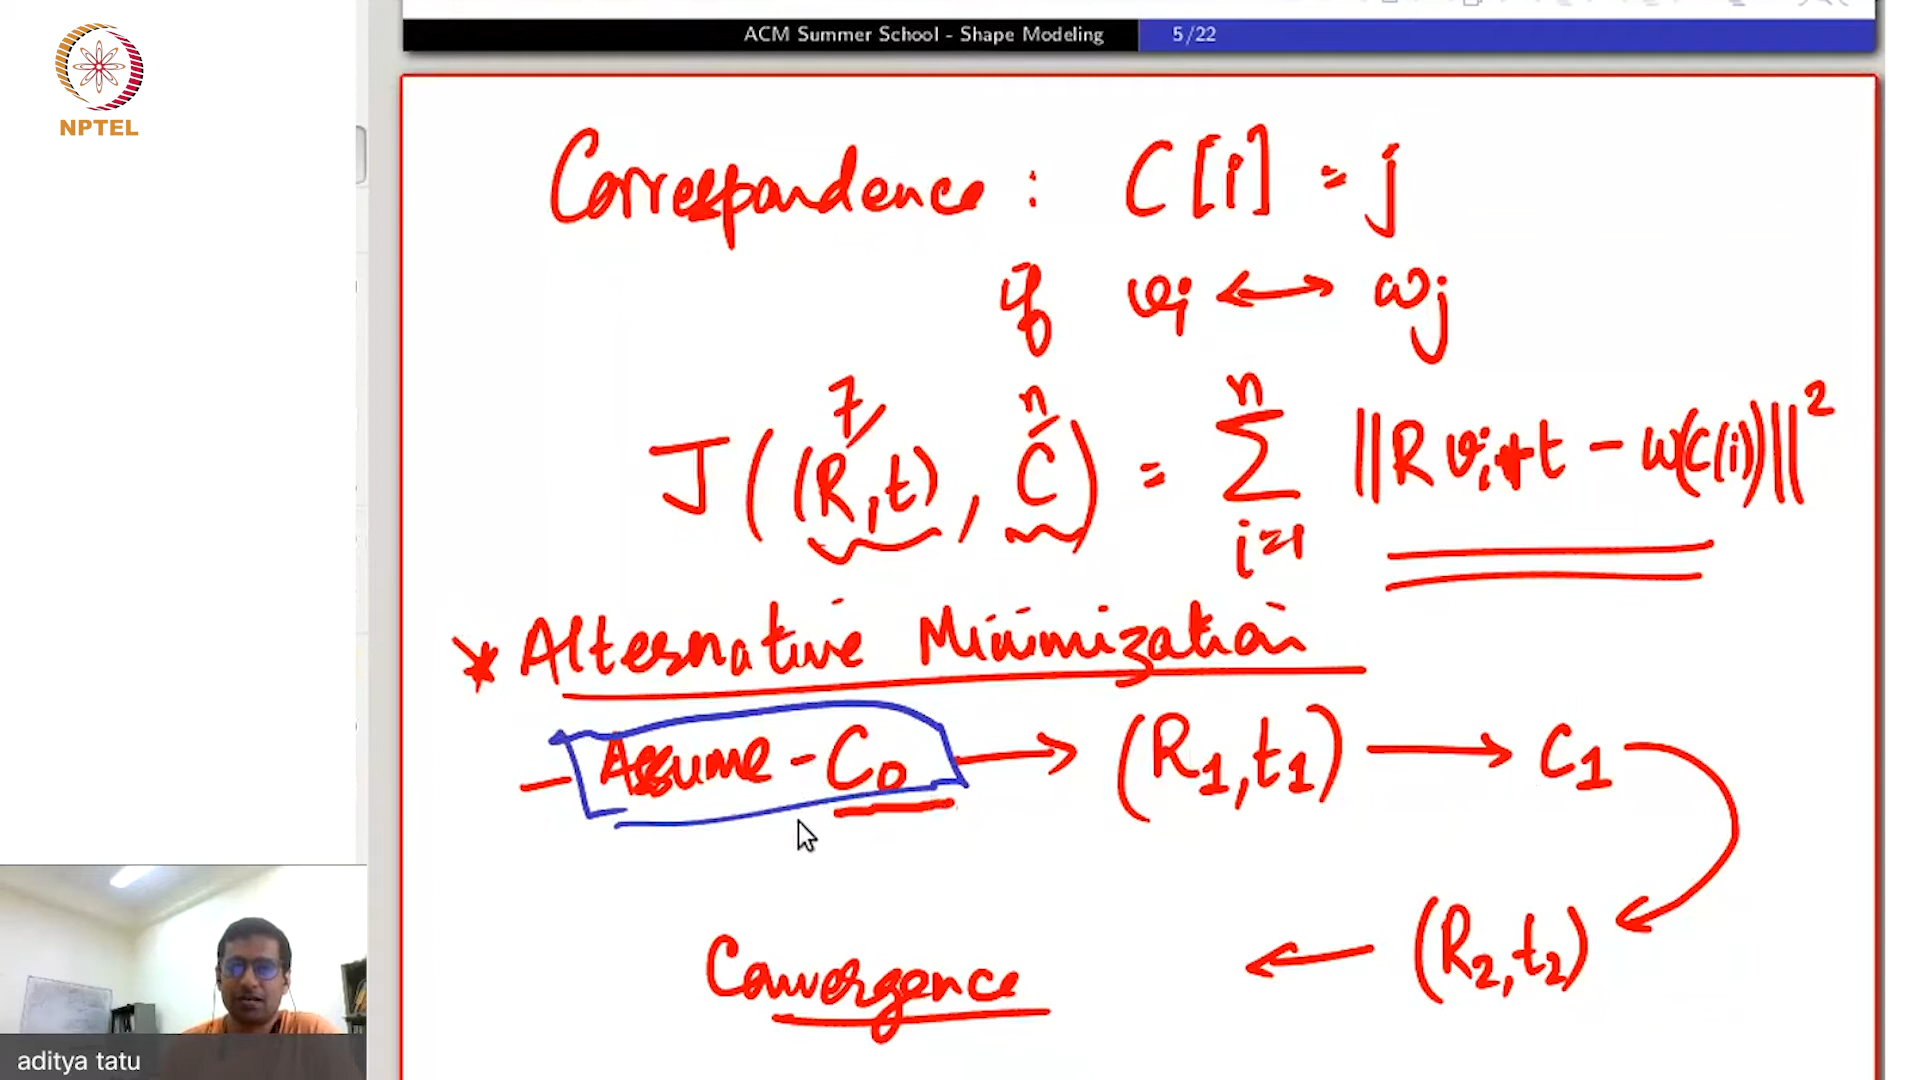 NPTEL
ACM Summer School - Shape Modeling 5/22
Correspondence : C[i] = j
if vi ↔ wj
7 n
J((R,t), C) = n∑i=1 ||Rvi+t - w(C(i))||²
* Alternative Minimization
Assume - C0 → (R1,t1) → C1
Convergence ← (R2,t2)
aditya tatu